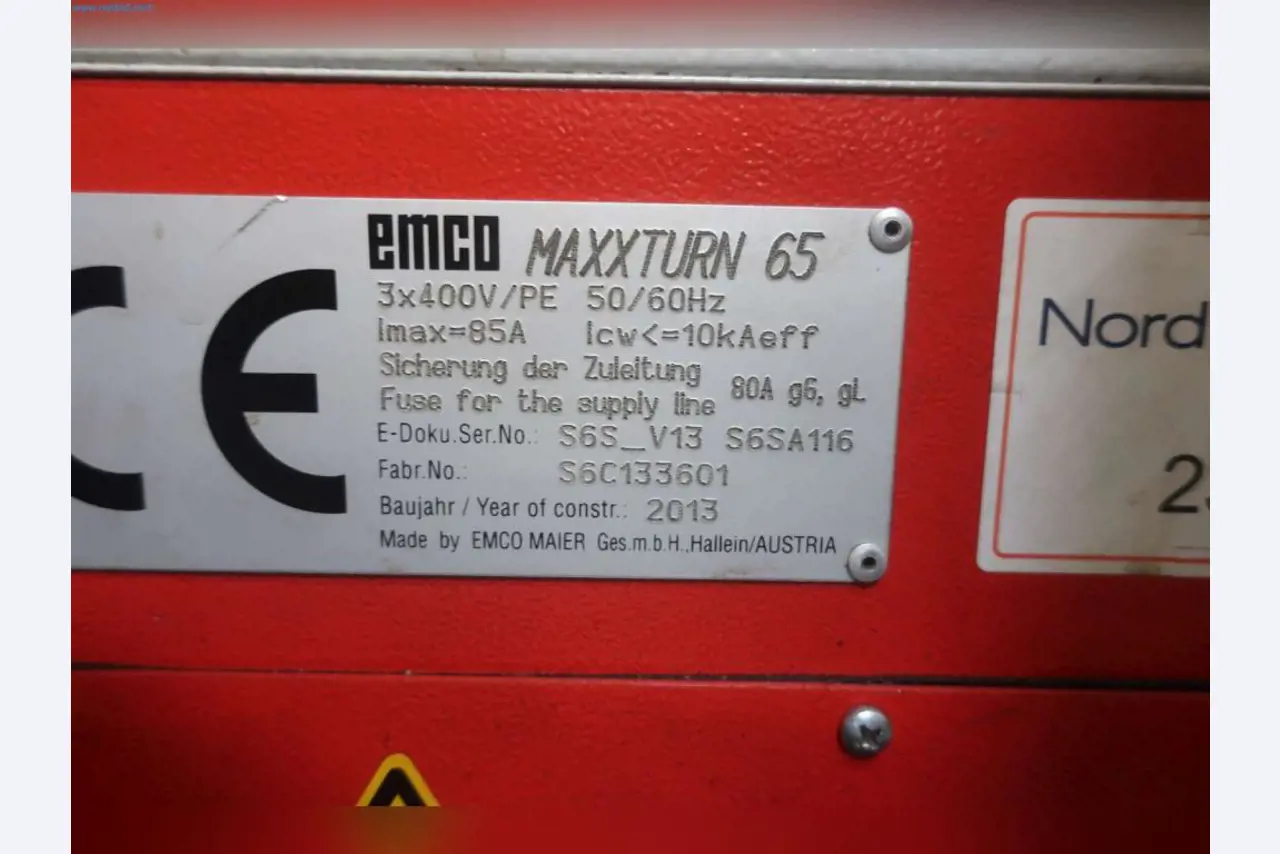 CE
emco MAXXTURN 65
3x400V/PE 50/60Hz
Imax=85A Icw<=10kAeff
Sicherung der Zuleitung
Fuse for the supply line
80A gG, gL
E-Doku.Ser.No.: S6S_V13 S6SA116
Fabr.No.: S6C133601
Baujahr / Year of constr.: 2013
Made by EMCO MAIER Ges.m.b.H.,Hallein/AUSTRIA
Nord